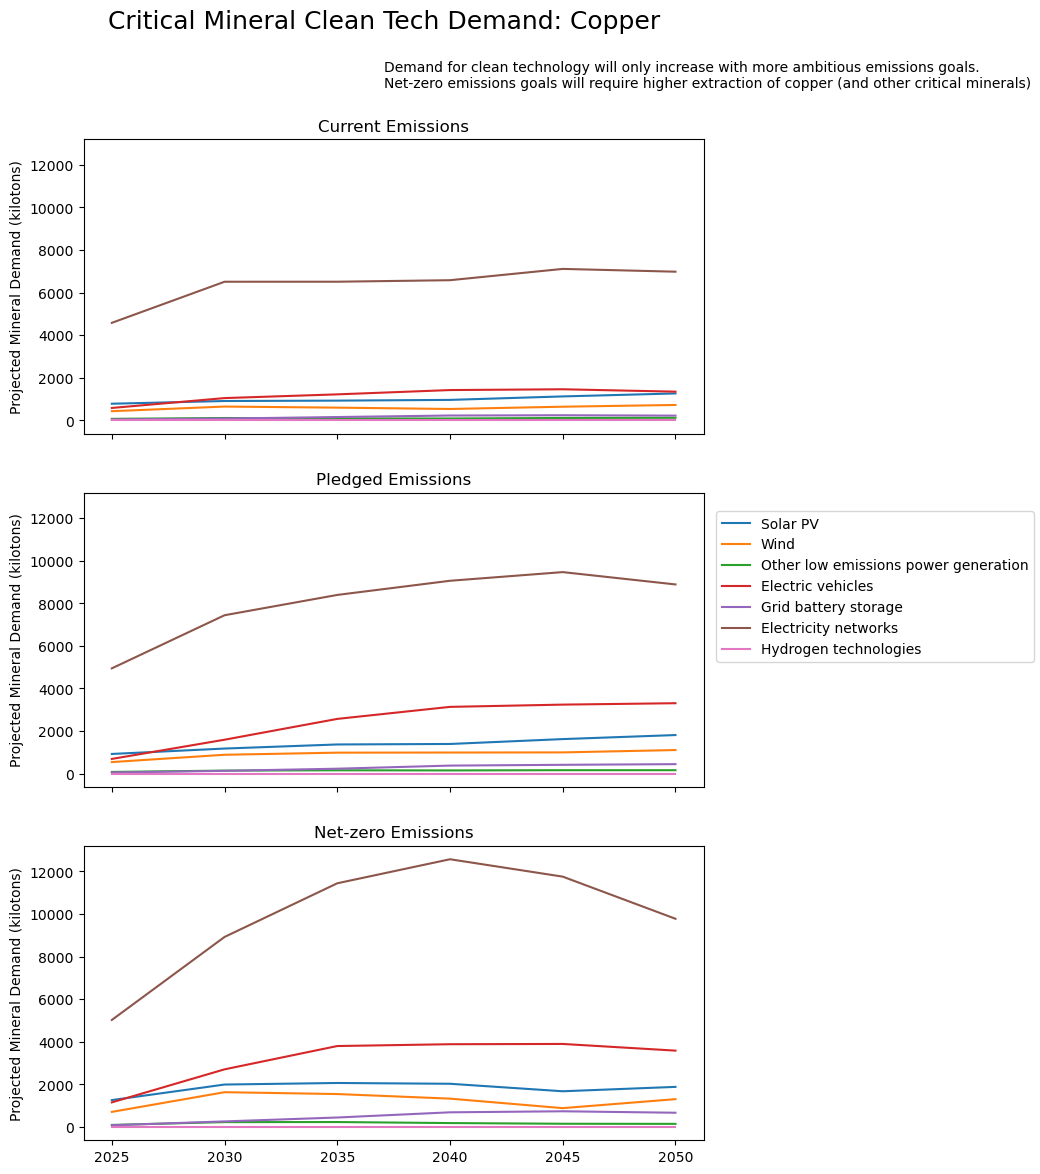 Critical Mineral Clean Tech Demand: Copper
Demand for clean technology will only increase with more ambitious emissions goals.
Net-zero emissions goals will require higher extraction of copper (and other critical minerals)
Current Emissions
Projected Mineral Demand (kilotons)
12000
10000
8000
6000
4000
2000
0
Pledged Emissions
Projected Mineral Demand (kilotons)
12000
10000
8000
6000
4000
2000
0
Solar PV
Wind
Other low emissions power generation
Electric vehicles
Grid battery storage
Electricity networks
Hydrogen technologies
Net-zero Emissions
Projected Mineral Demand (kilotons)
12000
10000
8000
6000
4000
2000
0
2025 2030 2035 2040 2045 2050